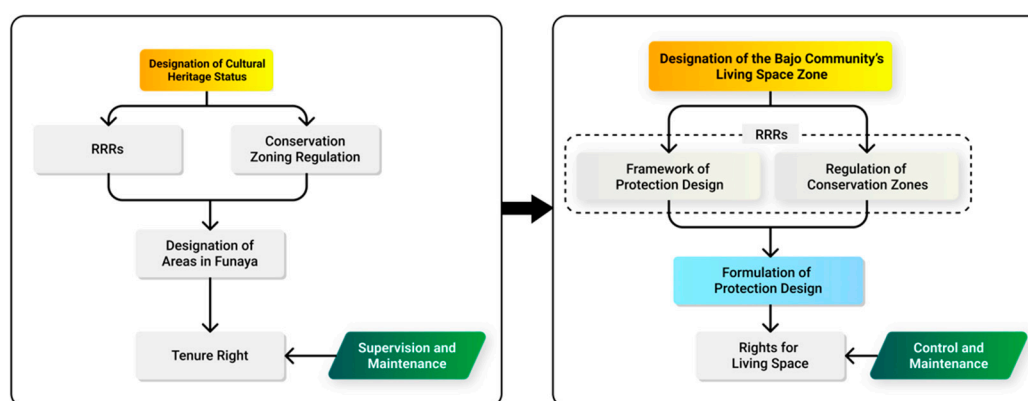 Designation of Cultural
Heritage Status
RRRs
Conservation
Zoning Regulation
Designation of
Areas in Funaya
Tenure Right
Supervision and
Maintenance
Designation of the Bajo Community's
Living Space Zone
RRRs
Framework of
Protection Design
Regulation of
Conservation Zones
Formulation of
Protection Design
Rights for
Living Space
Control and
Maintenance